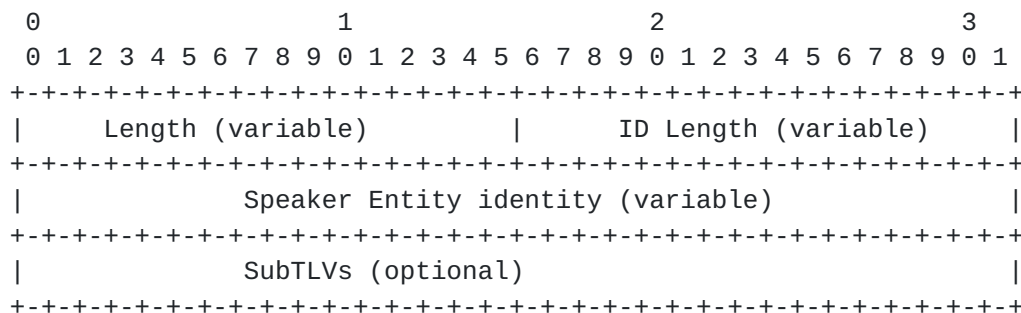 0                   1                   2                   3
 0 1 2 3 4 5 6 7 8 9 0 1 2 3 4 5 6 7 8 9 0 1 2 3 4 5 6 7 8 9 0 1
+-+-+-+-+-+-+-+-+-+-+-+-+-+-+-+-+-+-+-+-+-+-+-+-+-+-+-+-+-+-+-+-+
|     Length (variable)         |      ID Length (variable)     |
+-+-+-+-+-+-+-+-+-+-+-+-+-+-+-+-+-+-+-+-+-+-+-+-+-+-+-+-+-+-+-+-+
|              Speaker Entity identity (variable)               |
+-+-+-+-+-+-+-+-+-+-+-+-+-+-+-+-+-+-+-+-+-+-+-+-+-+-+-+-+-+-+-+-+
|              SubTLVs (optional)                               |
+-+-+-+-+-+-+-+-+-+-+-+-+-+-+-+-+-+-+-+-+-+-+-+-+-+-+-+-+-+-+-+-+